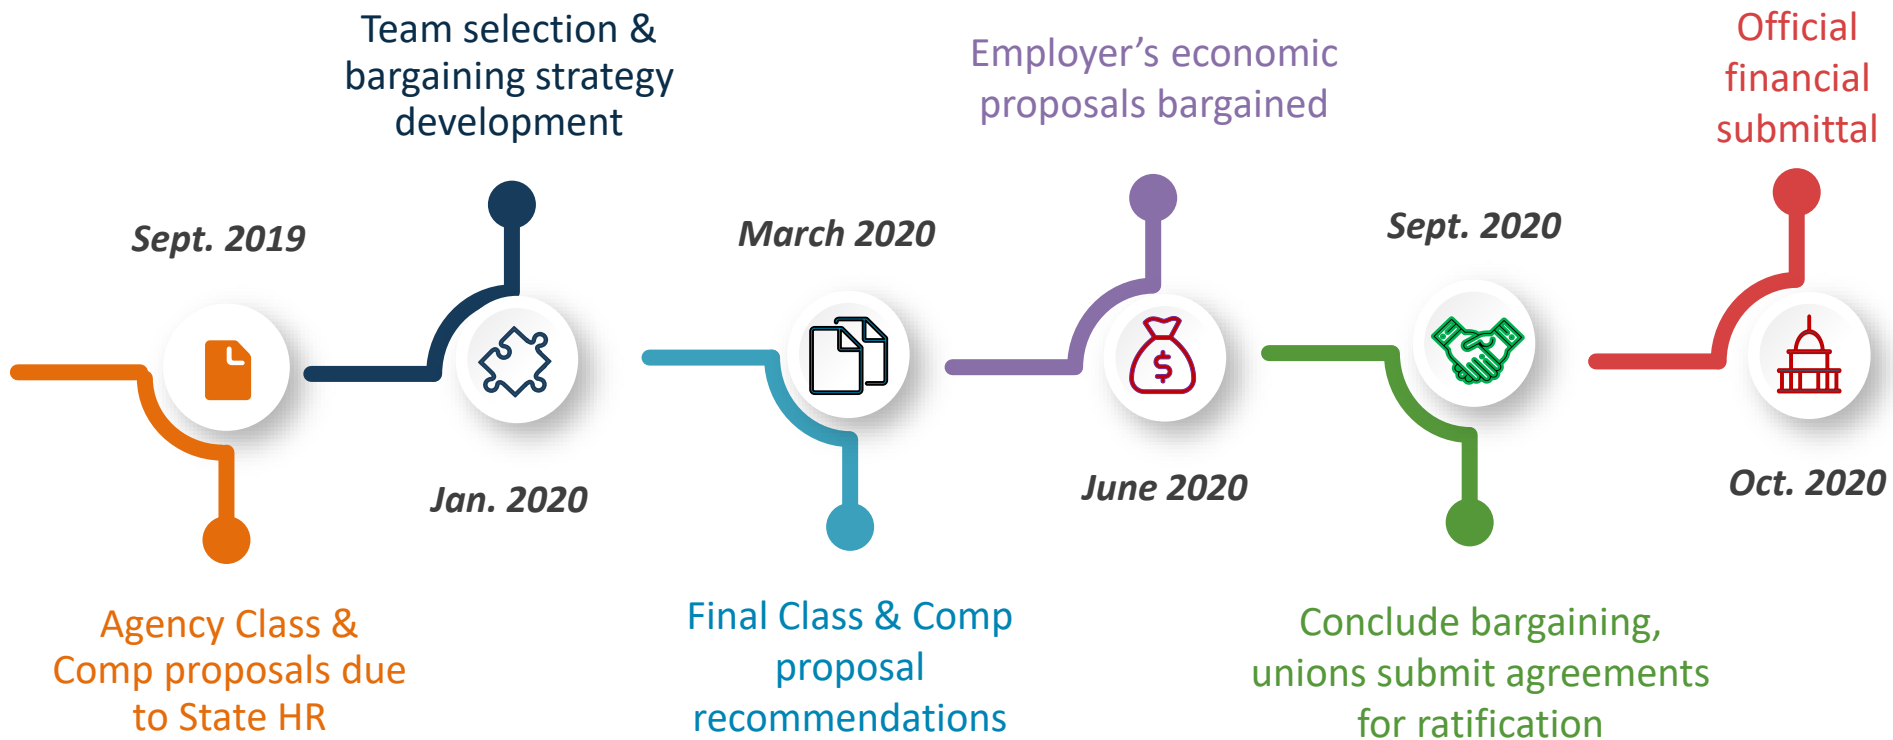 Sept. 2019
Agency Class &
Comp proposals due
to State HR
Team selection &
bargaining strategy
development
Jan. 2020
March 2020
Final Class & Comp
proposal
recommendations
Employer’s economic
proposals bargained
June 2020
$
Sept. 2020
Conclude bargaining,
unions submit agreements
for ratification
Official
financial
submittal
Oct. 2020